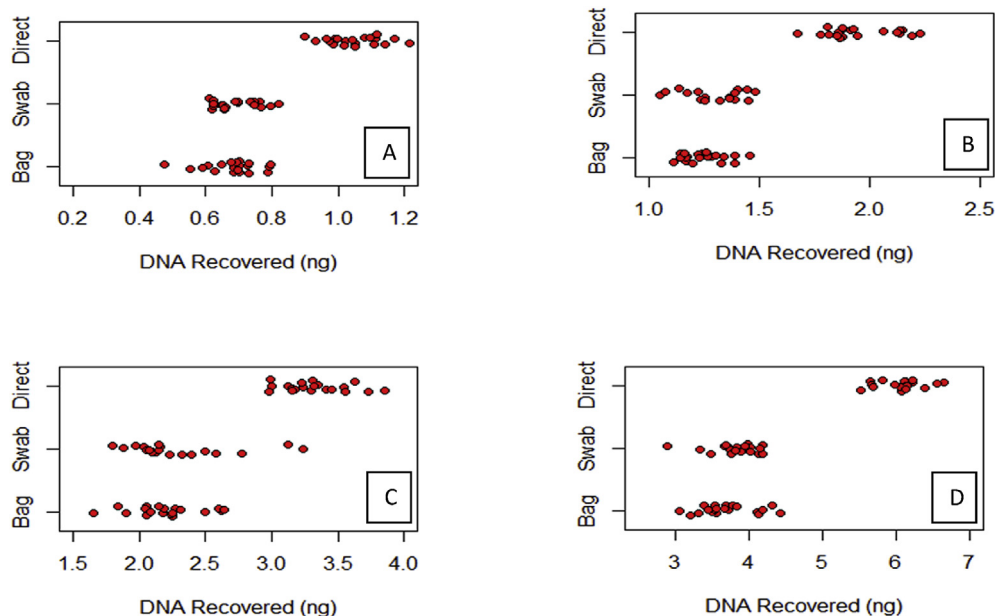 Direct
Swab
Bag
A
0.2 0.4 0.6 0.8 1.0 1.2
DNA Recovered (ng)
Direct
Swab
Bag
B
1.0 1.5 2.0 2.5
DNA Recovered (ng)
Direct
Swab
Bag
C
1.5 2.0 2.5 3.0 3.5 4.0
DNA Recovered (ng)
Direct
Swab
Bag
D
3 4 5 6 7
DNA Recovered (ng)